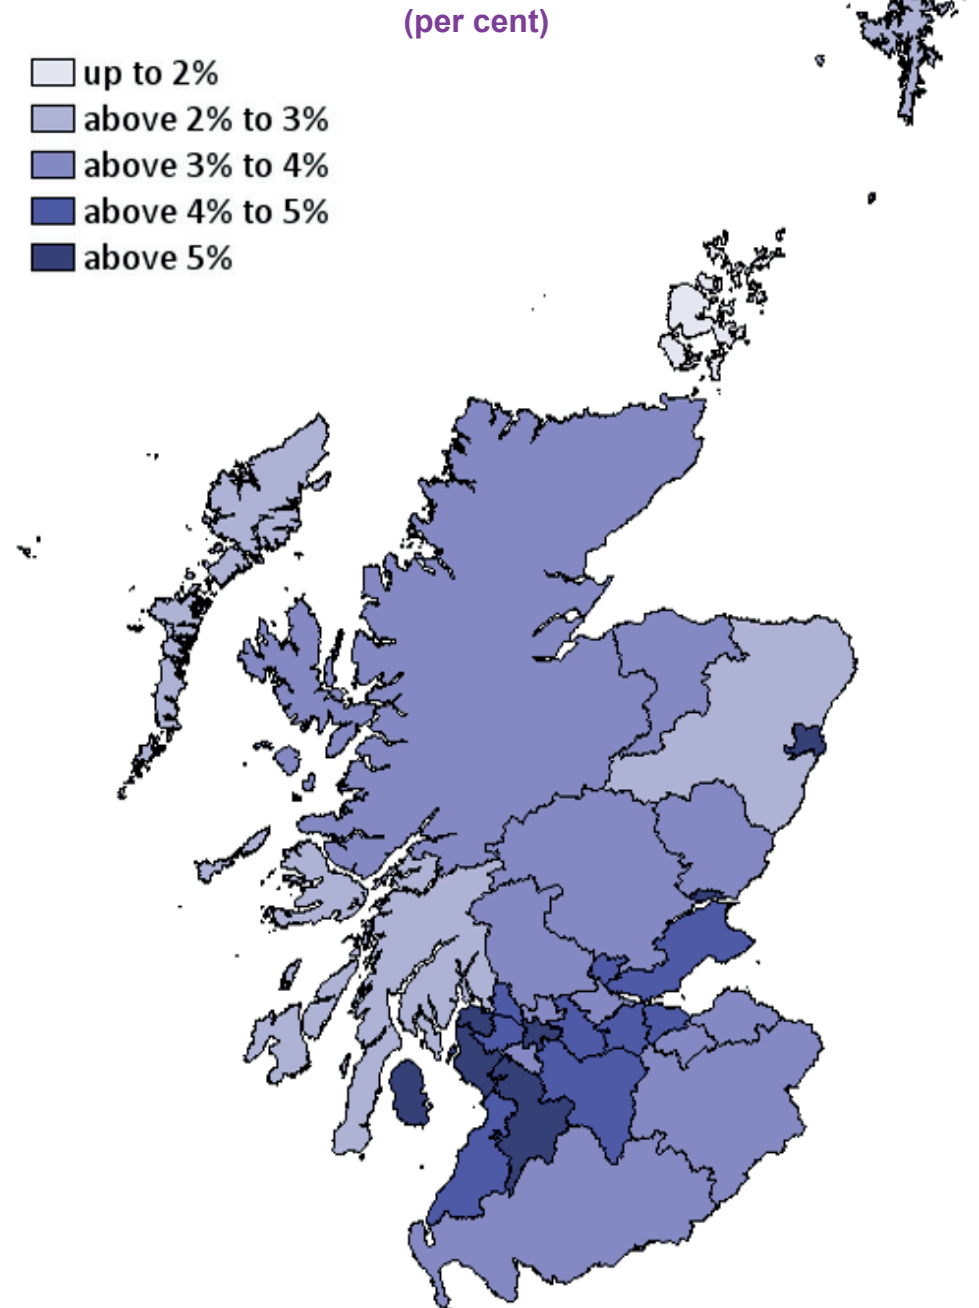 (per cent)
up to 2%
above 2% to 3%
above 3% to 4%
above 4% to 5%
above 5%